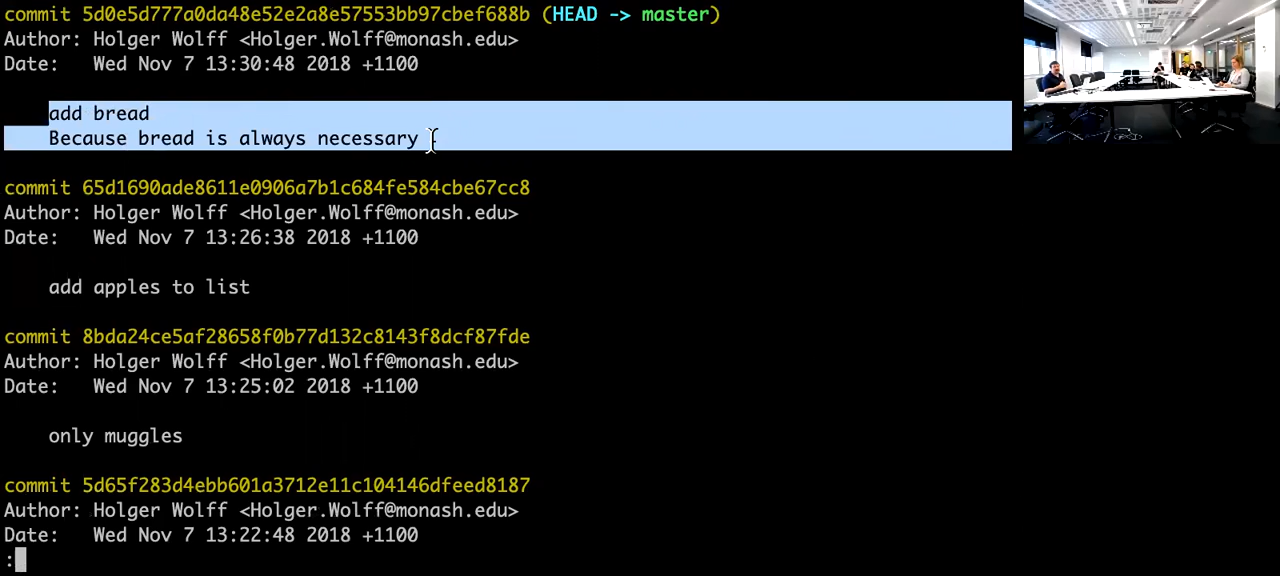 commit 5d0e5d777a0da48e52e2a8e57553bb97cbef688b (HEAD -> master)
Author: Holger Wolff <Holger.Wolff@monash.edu>
Date:   Wed Nov 7 13:30:48 2018 +1100
add bread
Because bread is always necessary
commit 65d1690ade8611e0906a7b1c684fe584cbe67cc8
Author: Holger Wolff <Holger.Wolff@monash.edu>
Date:   Wed Nov 7 13:26:38 2018 +1100
add apples to list
commit 8bda24ce5af28658f0b77d132c8143f8dcf87fde
Author: Holger Wolff <Holger.Wolff@monash.edu>
Date:   Wed Nov 7 13:25:02 2018 +1100
only muggles
commit 5d65f283d4ebb601a3712e11c104146dfeed8187
Author: Holger Wolff <Holger.Wolff@monash.edu>
Date:   Wed Nov 7 13:22:48 2018 +1100
: